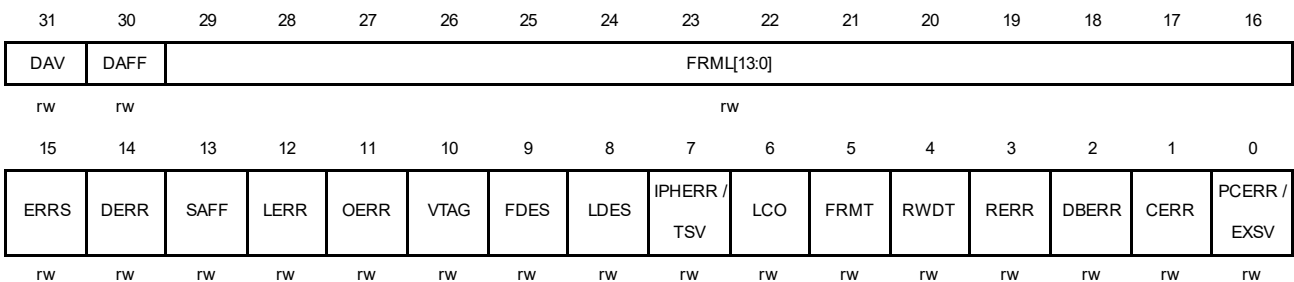 31 30 29 28 27 26 25 24 23 22 21 20 19 18 17 16
DAV DAFF FRML[13:0]
rw rw rw
15 14 13 12 11 10 9 8 7 6 5 4 3 2 1 0
ERRS DERR SAFF LERR OERR VTAG FDES LDES IPHERR / TSV LCO FRMT RWDT RERR DBERR CERR PCERR / EXSV
rw rw rw rw rw rw rw rw rw rw rw rw rw rw rw rw